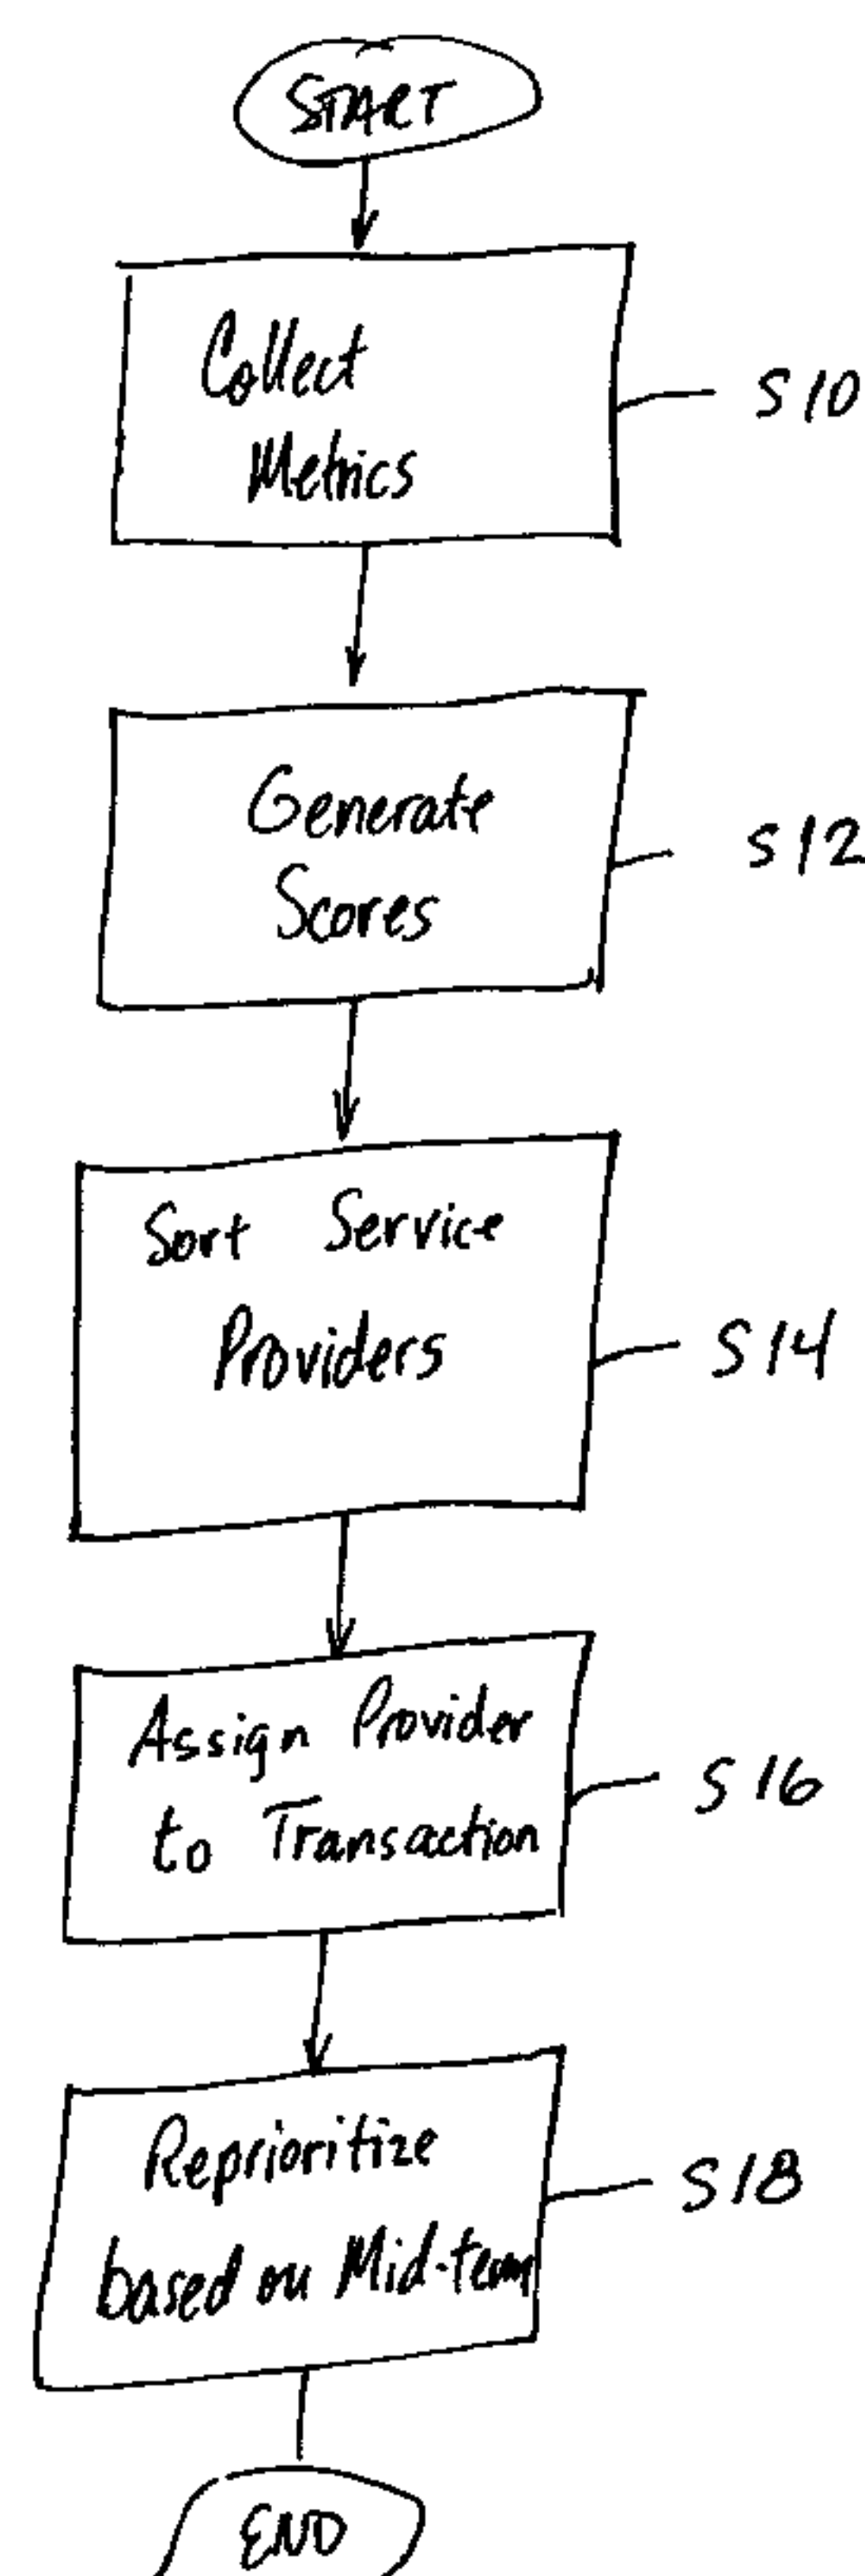 START
Collect
Metrics
S10
Generate
Scores
S12
Sort Service
Providers
S14
Assign Provider
to Transaction
S16
Reprioritize
based on Mid-term
S18
END